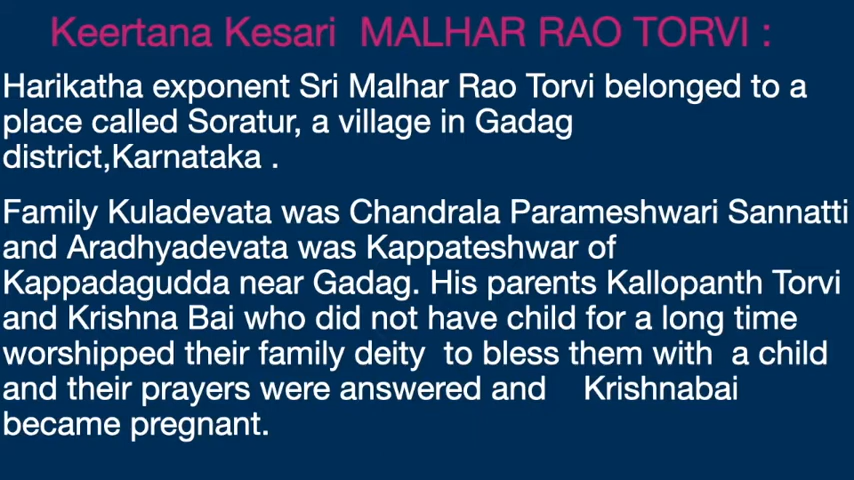 Keertana Kesari MALHAR RAO TORVI :
Harikatha exponent Sri Malhar Rao Torvi belonged to a
place called Soratur, a village in Gadag
district,Karnataka .
Family Kuladevata was Chandrala Parameshwari Sannatti
and Aradhyadevata was Kappateshwar of
Kappadagudda near Gadag. His parents Kallopanth Torvi
and Krishna Bai who did not have child for a long time
worshipped their family deity to bless them with a child
and their prayers were answered and Krishnabai
became pregnant.